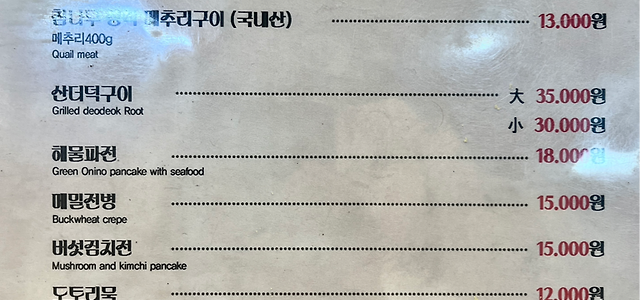 메추리구이 (국내산) 13.000원
메추리400g
Quail meat
산더덕구이 大 35.000원
Grilled deodeok Root
小 30.000원
해물파전 18.000원
Green Onino pancake with seafood
메밀전병 15.000원
Buckwheat crepe
버섯김치전 15.000원
Mushroom and kimchi pancake
도토리묵 12.000원